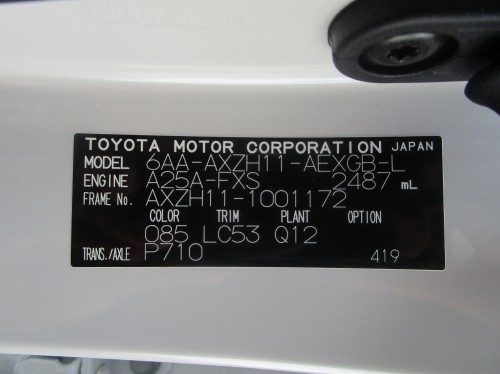 TOYOTA MOTOR CORPORATION JAPAN
MODEL 6AA-AXZH11-AEXGB-L
ENGINE A25A-FXS 2487 mL
FRAME No. AXZH11-1001172
COLOR TRIM PLANT OPTION
085 LC53 Q12
TRANS./AXLE P710 419